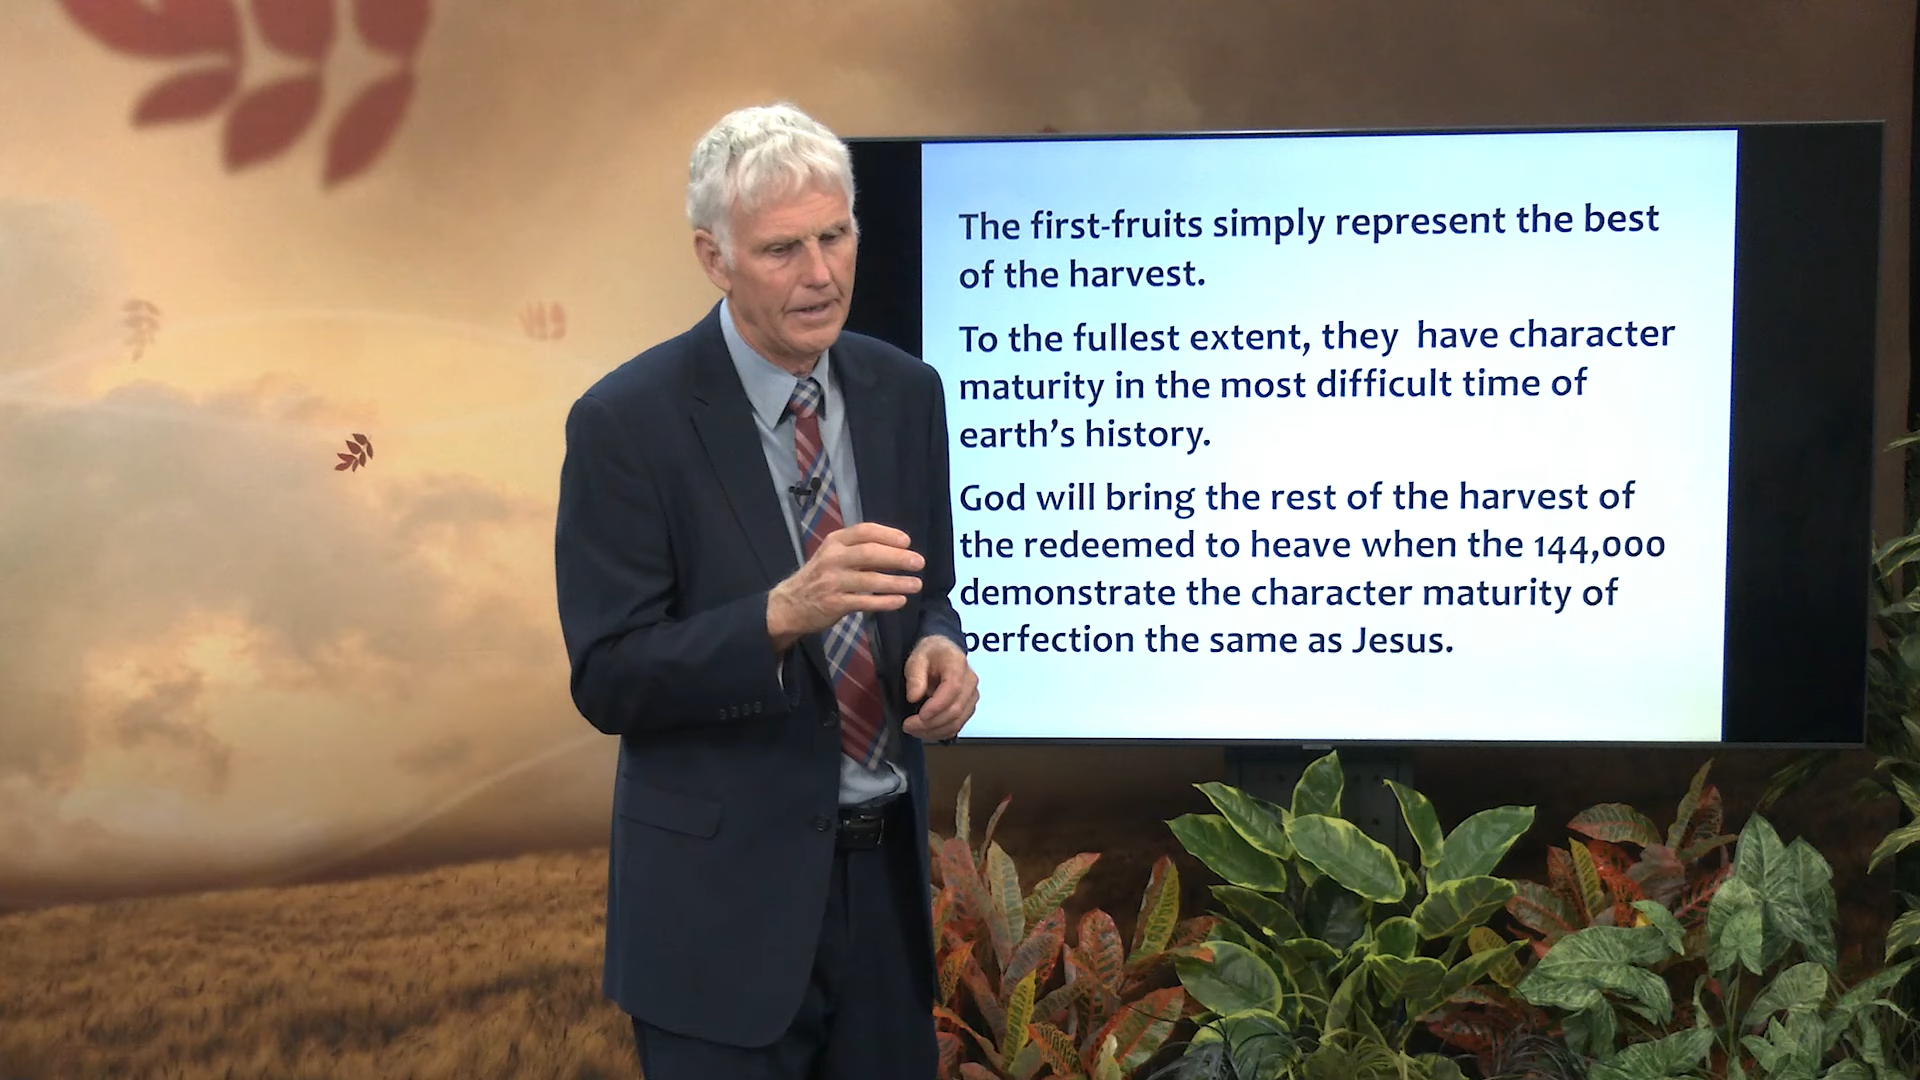 The first-fruits simply represent the best
of the harvest.
To the fullest extent, they have character
maturity in the most difficult time of
earth's history.
God will bring the rest of the harvest of
the redeemed to heave when the 144,000
demonstrate the character maturity of
perfection the same as Jesus.